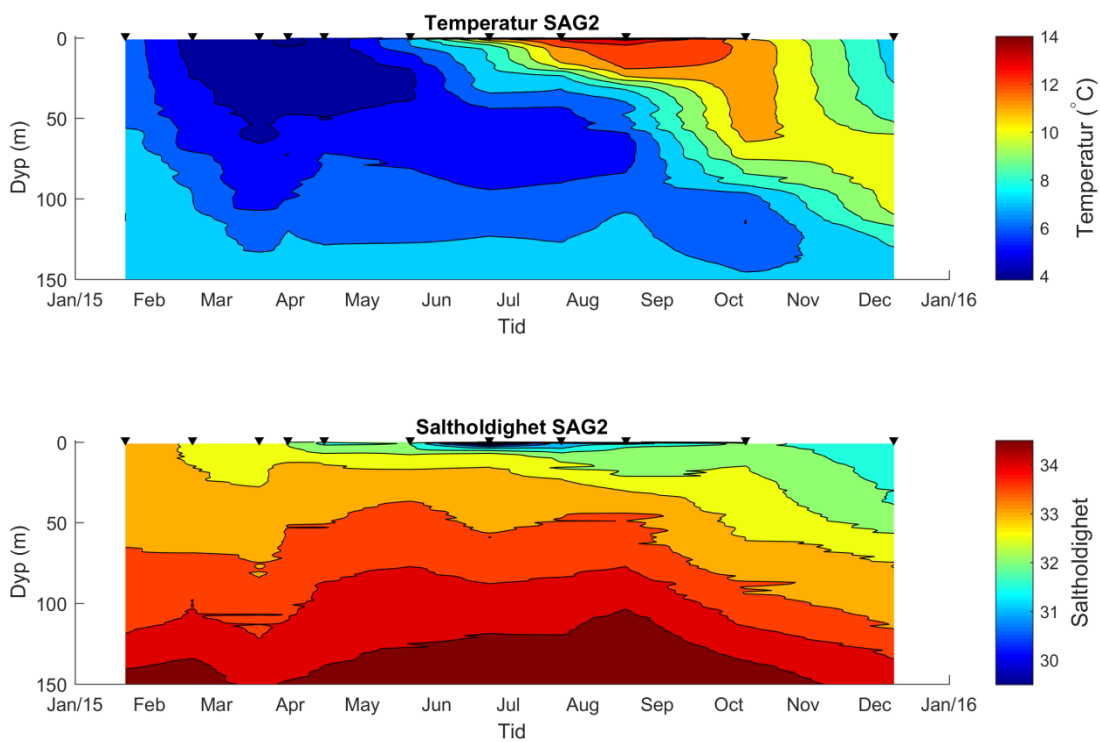 Temperatur SAG2
0
50
100
150
Dyp (m)
Jan/15 Feb Mar Apr May Jun Jul Aug Sep Oct Nov Dec Jan/16
Tid
14
12
10
8
6
4
Temperatur (°C)
Saltholdighet SAG2
0
50
100
150
Dyp (m)
Jan/15 Feb Mar Apr May Jun Jul Aug Sep Oct Nov Dec Jan/16
Tid
34
33
32
31
30
Saltholdighet